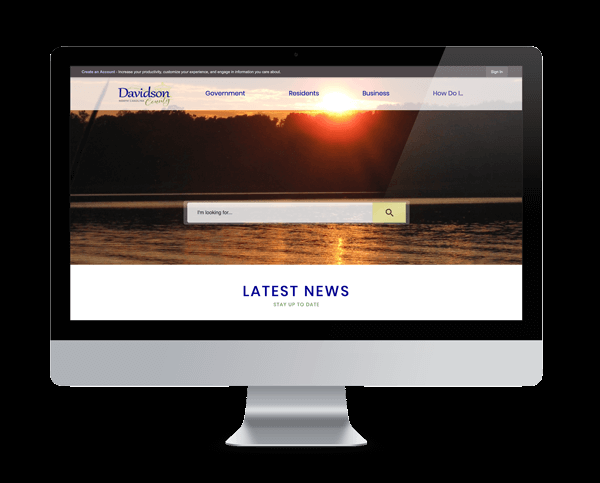 Create an Account - Increase your productivity, customize your experience, and engage in information you care about.
Sign In
Davidson
NORTH CAROLINA
County
Government
Residents
Business
How Do I...
I'm looking for...
LATEST NEWS
STAY UP TO DATE